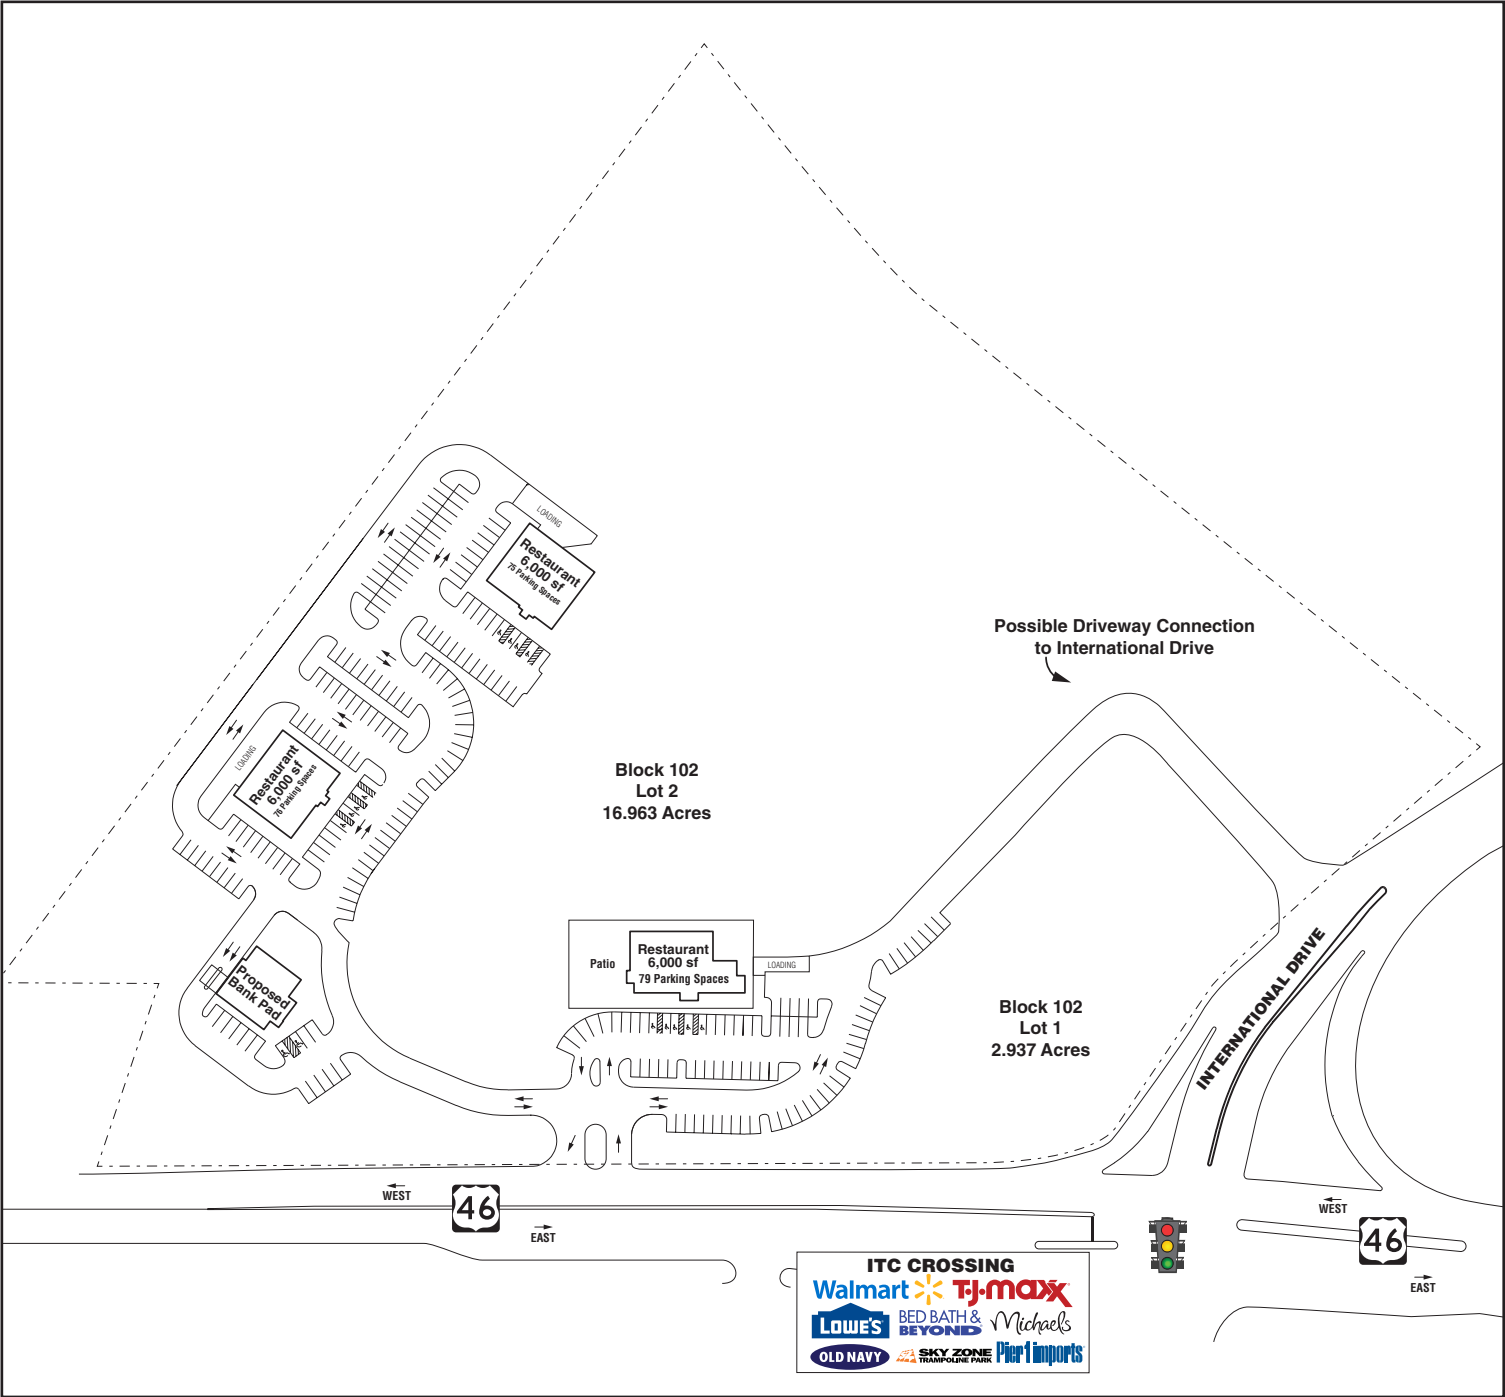 LOADING
Restaurant
6,000 sf
75 Parking Spaces
Possible Driveway Connection
to International Drive
LOADING
Restaurant
6,000 sf
76 Parking Spaces
Block 102
Lot 2
16.963 Acres
Patio
Restaurant
6,000 sf
79 Parking Spaces
LOADING
Proposed
Bank Pad
Block 102
Lot 1
2.937 Acres
INTERNATIONAL DRIVE
WEST
46
EAST
WEST
46
EAST
ITC CROSSING
Walmart
T·J·maxx
LOWE'S
BED BATH &
BEYOND
Michaels
OLD NAVY
SKY ZONE
TRAMPOLINE PARK
Pier 1 imports